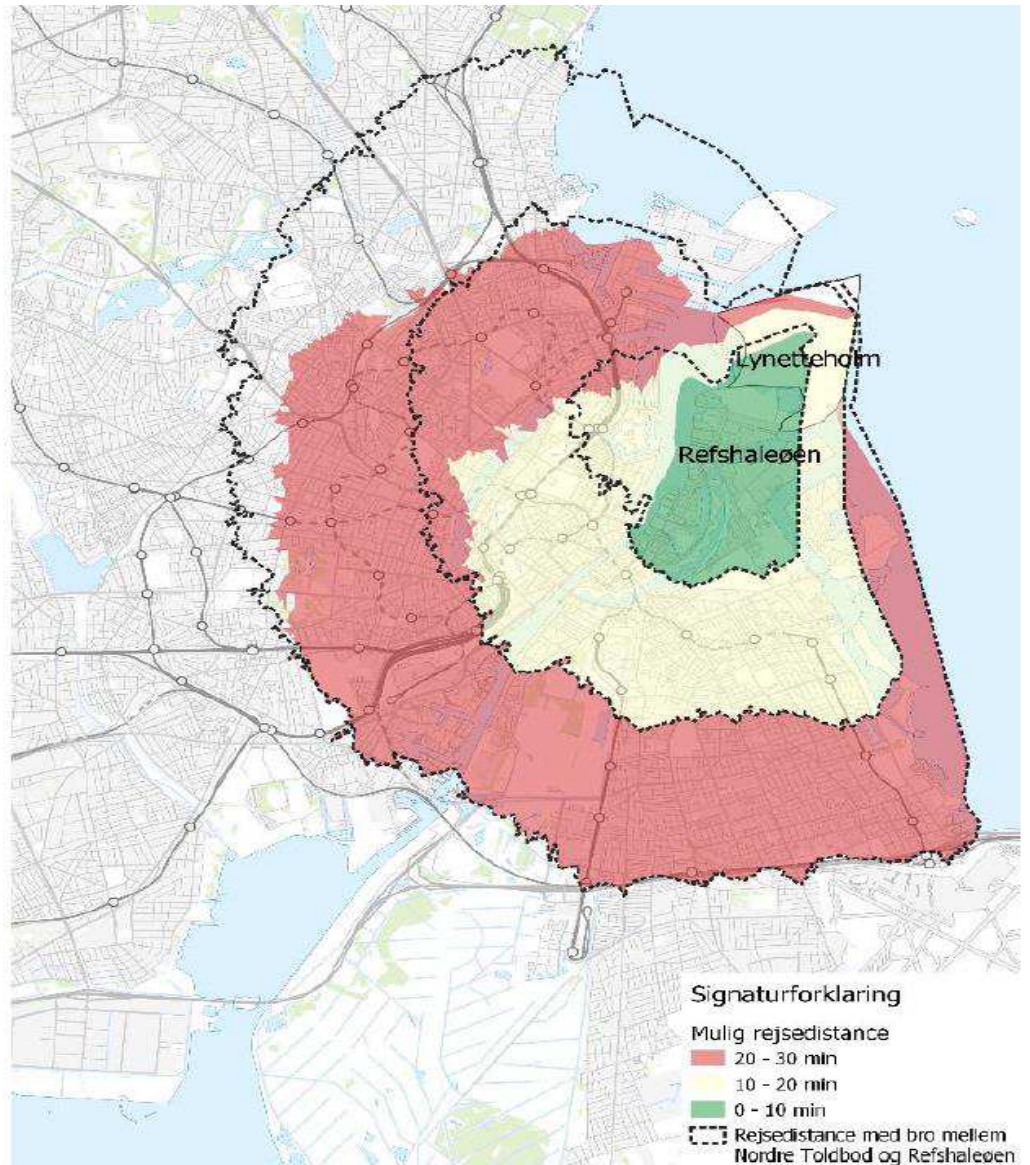 Lynetteholm
Refshaleøen
Signaturforklaring
Mulig rejsedistance
20 - 30 min
10 - 20 min
0 - 10 min
Rejsedistance med bro mellem
Nordre Toldbod og Refshaleøen